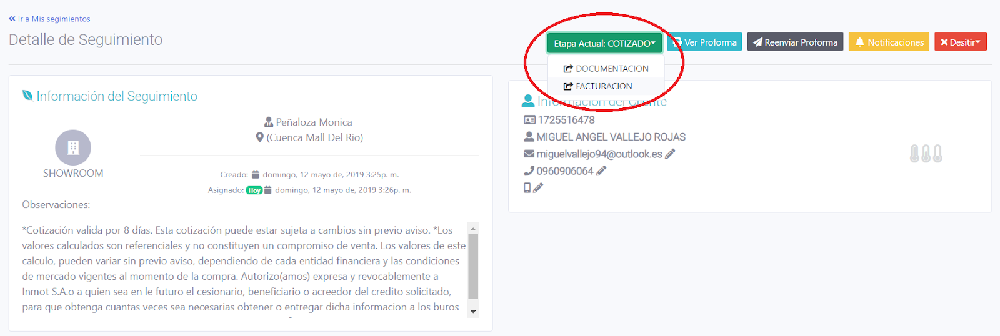 Ir a Mis segimientos
Detalle de Seguimiento
Etapa Actual: COTIZADO
Ver Proforma
Reenviar Proforma
Notificaciones
Desitir
DOCUMENTACION
FACTURACION
Información del Seguimiento
Peñaloza Monica
(Cuenca Mall Del Rio)
SHOWROOM
Creado: domingo, 12 mayo de, 2019 3:25p. m.
Asignado: Hoy domingo, 12 mayo de, 2019 3:26p. m.
Observaciones:
*Cotización valida por 8 días. Esta cotización puede estar sujeta a cambios sin previo aviso. *Los
valores calculados son referenciales y no constituyen un compromiso de venta. Los valores de este
calculo, pueden variar sin previo aviso, dependiendo de cada entidad financiera y las condiciones
de mercado vigentes al momento de la compra. Autorizo(amos) expresa y revocablemente a
Inmot S.A.o a quien sea en le futuro el cesionario, beneficiario o acreedor del credito solicitado,
para que obtenga cuantas veces sea necesarias obtener o entregar dicha informacion a los buros
Información del Cliente
1725516478
MIGUEL ANGEL VALLEJO ROJAS
miguelvallejo94@outlook.es
0960906064